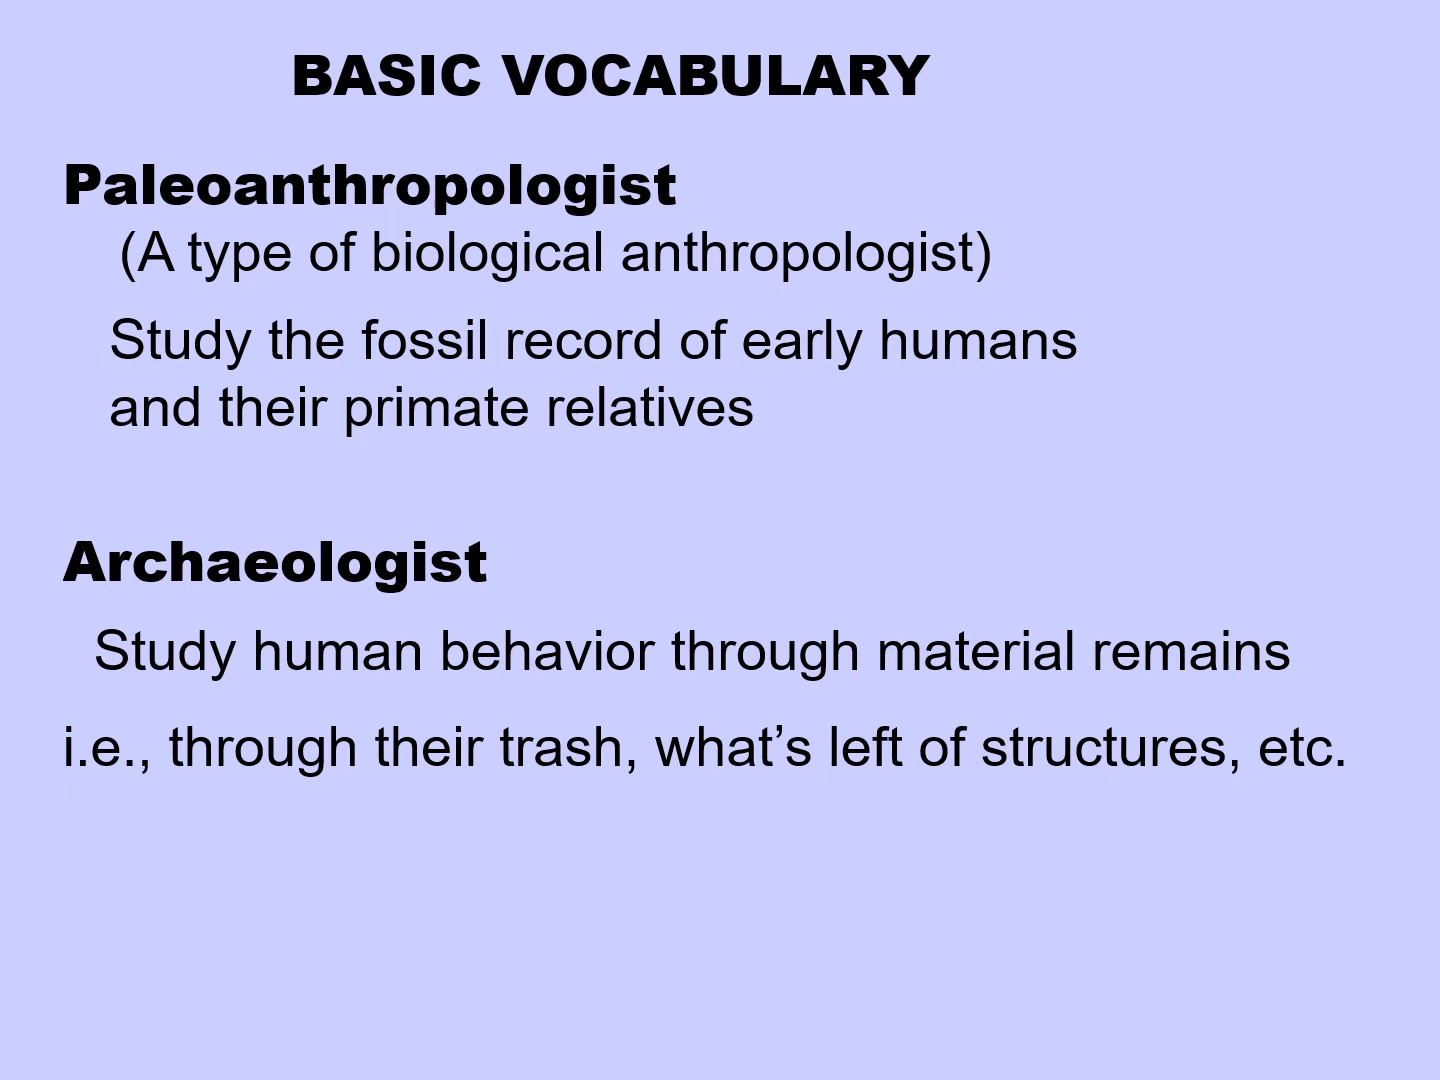 BASIC VOCABULARY
Paleoanthropologist
(A type of biological anthropologist)
Study the fossil record of early humans
and their primate relatives
Archaeologist
Study human behavior through material remains
i.e., through their trash, what’s left of structures, etc.